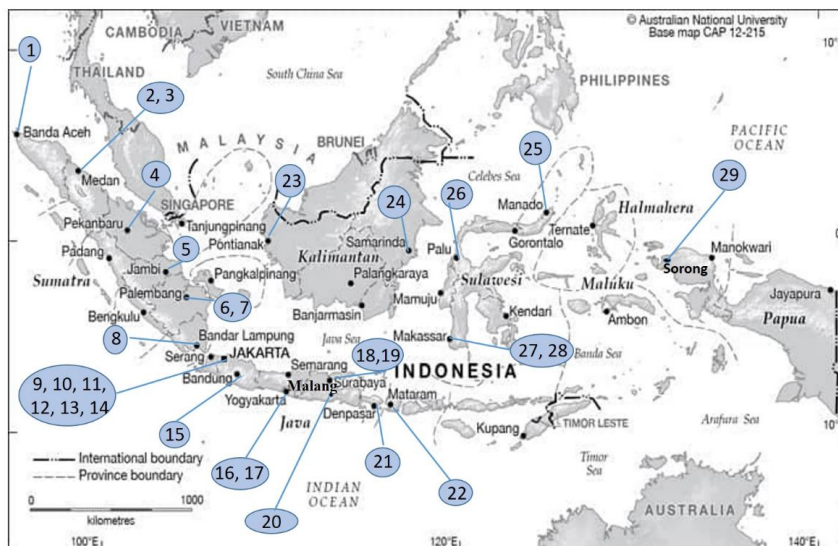 © Australian National University
Base map CAP 12-215
CAMBODIA
VIETNAM
THAILAND
1
South China Sea
PHILIPPINES
10°
2, 3
Banda Aceh
MALAYSIA
BRUNEI
PACIFIC
OCEAN
25
4
Medan
23
24
26
Celebes Sea
29
SINGAPORE
Manado
Halmahera
Pekanbaru
Tanjungpinang
Ternate
Pontianak
Samarinda
Palu
Gorontalo
Manokwari
Padang
5
Kalimantan
Sorong
Jambi
Pangkalpinang
Palangkaraya
Sulawesi
Maluku
Sumatra
Palembang
Mamuju
Jayapura
6, 7
Banjarmasin
Kendari
Ambon
Papua
Bengkulu
8
Bandar Lampung
Java Sea
Makassar
27, 28
Banda Sea
Serang
JAKARTA
Semarang
18, 19
INDONESIA
9, 10, 11,
12, 13, 14
Bandung
Malang
Surabaya
Yogyakarta
Mataram
Denpasar
15
Java
Kupang
TIMOR LESTE
Arafura Sea
International boundary
Province boundary
16, 17
21
22
Timor
Sea
0
1000
kilometres
20
INDIAN
OCEAN
AUSTRALIA
100°E
120°E
140°E